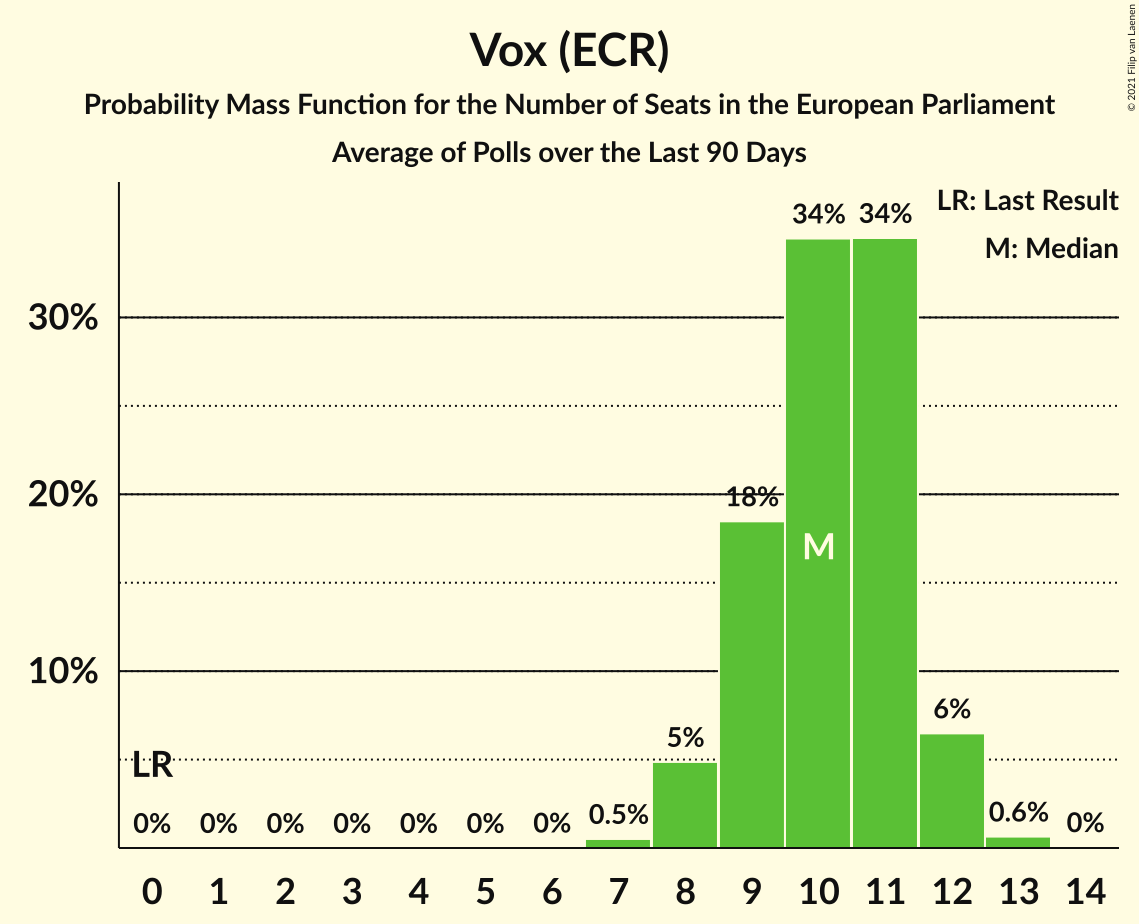 Vox (ECR)
Probability Mass Function for the Number of Seats in the European Parliament
Average of Polls over the Last 90 Days
© 2021 Filip van Laenen
LR: Last Result
M: Median
34% 34%
30%
20%
18%
M
10%
6%
5%
LR
0% 0% 0% 0% 0% 0% 0% 0.5% 0.6% 0%
0 1 2 3 4 5 6 7 8 9 10 11 12 13 14